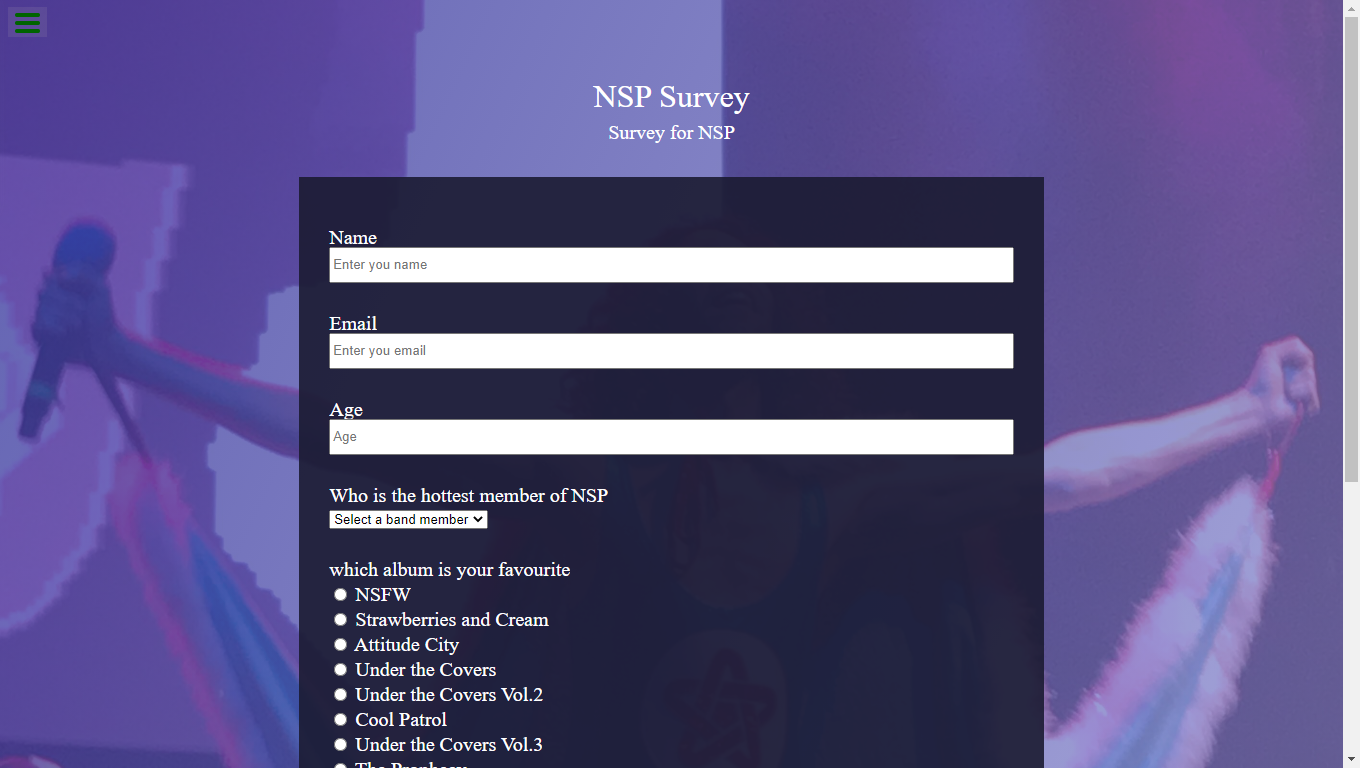 NSP Survey
Survey for NSP
Name
Enter you name
Email
Enter you email
Age
Age
Who is the hottest member of NSP
Select a band member
which album is your favourite
NSFW
Strawberries and Cream
Attitude City
Under the Covers
Under the Covers Vol.2
Cool Patrol
Under the Covers Vol.3
The Prophecy